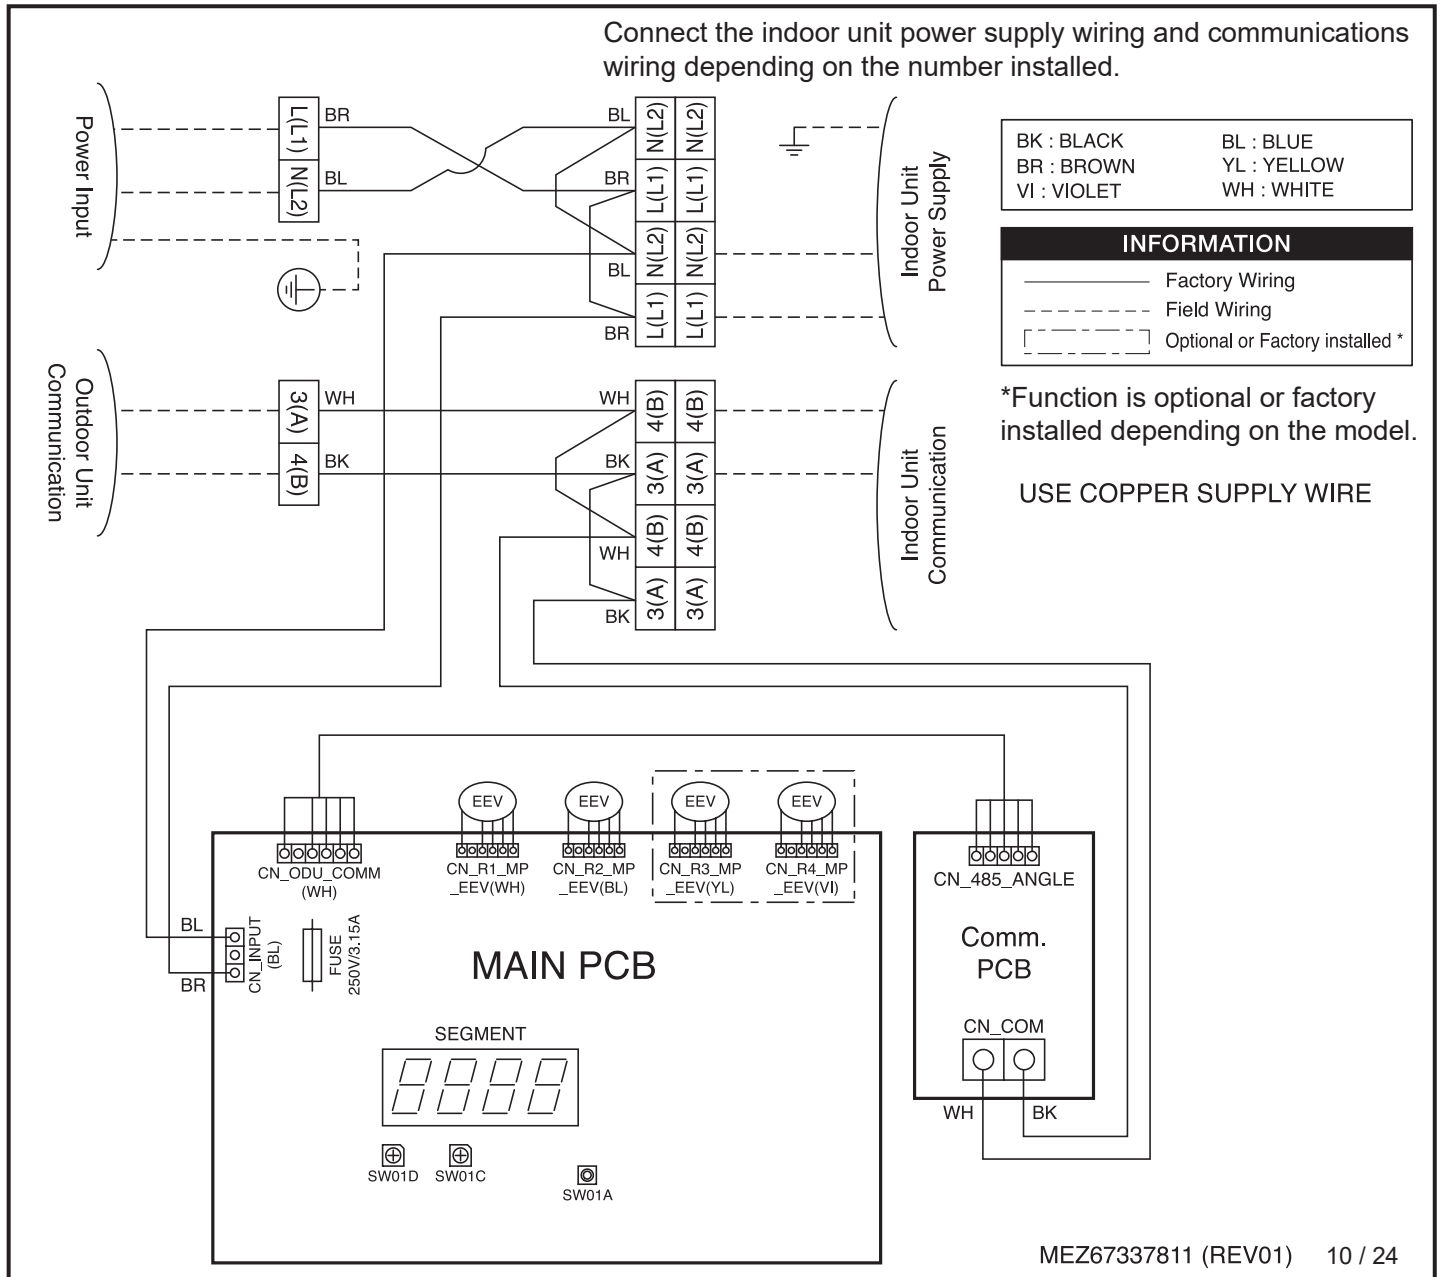 Connect the indoor unit power supply wiring and communications
wiring depending on the number installed.
Power Input
L(L1)
N(L2)
BR
BL
BL
BR
BL
BR
N(L2) N(L2)
L(L1) L(L1)
N(L2) N(L2)
L(L1) L(L1)
Indoor Unit
Power Supply
BK : BLACK BL : BLUE
BR : BROWN YL : YELLOW
VI : VIOLET WH : WHITE
INFORMATION
Factory Wiring
Field Wiring
Optional or Factory installed *
*Function is optional or factory
installed depending on the model.
USE COPPER SUPPLY WIRE
Outdoor Unit
Communication
3(A)
4(B)
WH
BK
WH
BK
WH
BK
4(B) 4(B)
3(A) 3(A)
4(B) 4(B)
3(A) 3(A)
Indoor Unit
Communication
EEV EEV EEV EEV
CN_ODU_COMM
(WH)
CN_R1_MP
_EEV(WH)
CN_R2_MP
_EEV(BL)
CN_R3_MP
_EEV(YL)
CN_R4_MP
_EEV(VI)
CN_485_ANGLE
BL
BR
CN_INPUT
(BL)
FUSE
250V/3.15A
MAIN PCB
Comm.
PCB
CN_COM
WH BK
SEGMENT
SW01D SW01C
SW01A
MEZ67337811 (REV01) 10 / 24